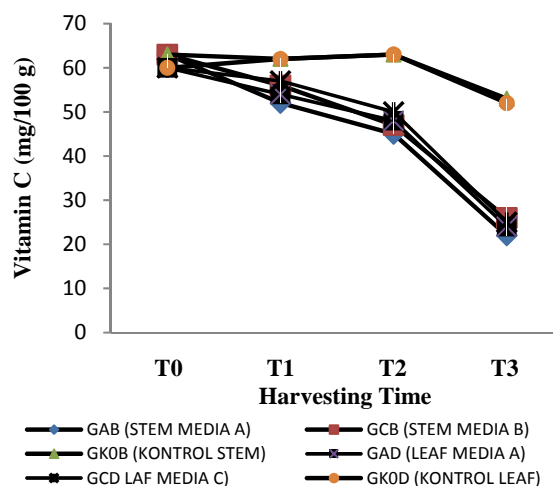 Vitamin C (mg/100 g)
70
60
50
40
30
20
10
0
T0 T1 T2 T3
Harvesting Time
GAB (STEM MEDIA A) GCB (STEM MEDIA B)
GK0B (KONTROL STEM) GAD (LEAF MEDIA A)
GCD LAF MEDIA C) GK0D (KONTROL LEAF)